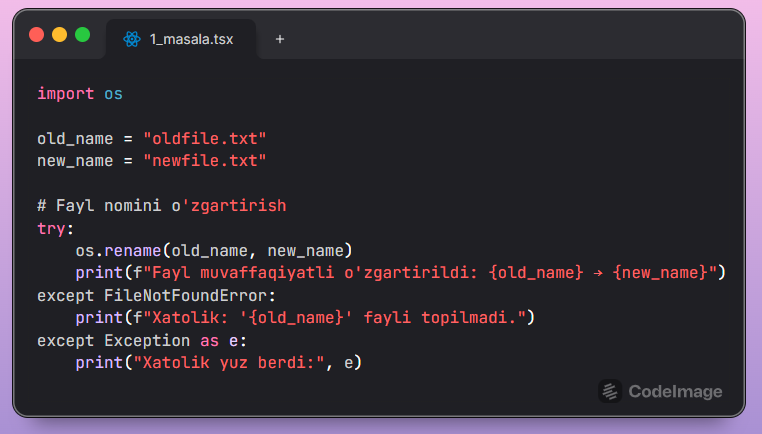 1_masala.tsx +
import os
old_name = "oldfile.txt"
new_name = "newfile.txt"
# Fayl nomini o'zgartirish
try:
    os.rename(old_name, new_name)
    print(f"Fayl muvaffaqiyatli o'zgartirildi: {old_name} → {new_name}")
except FileNotFoundError:
    print(f"Xatolik: '{old_name}' fayli topilmadi.")
except Exception as e:
    print("Xatolik yuz berdi:", e)
CodeImage